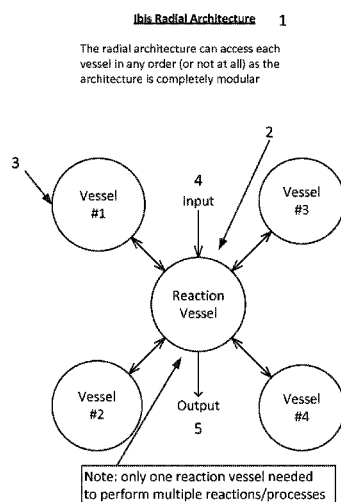 Ibis Radial Architecture 1
The radial architecture can access each
vessel in any order (or not at all) as the
architecture is completely modular
2
3
4
Vessel
#1
Input
Vessel
#3
Reaction
Vessel
Vessel
#2
Output
Vessel
#4
5
Note: only one reaction vessel needed
to perform multiple reactions/processes